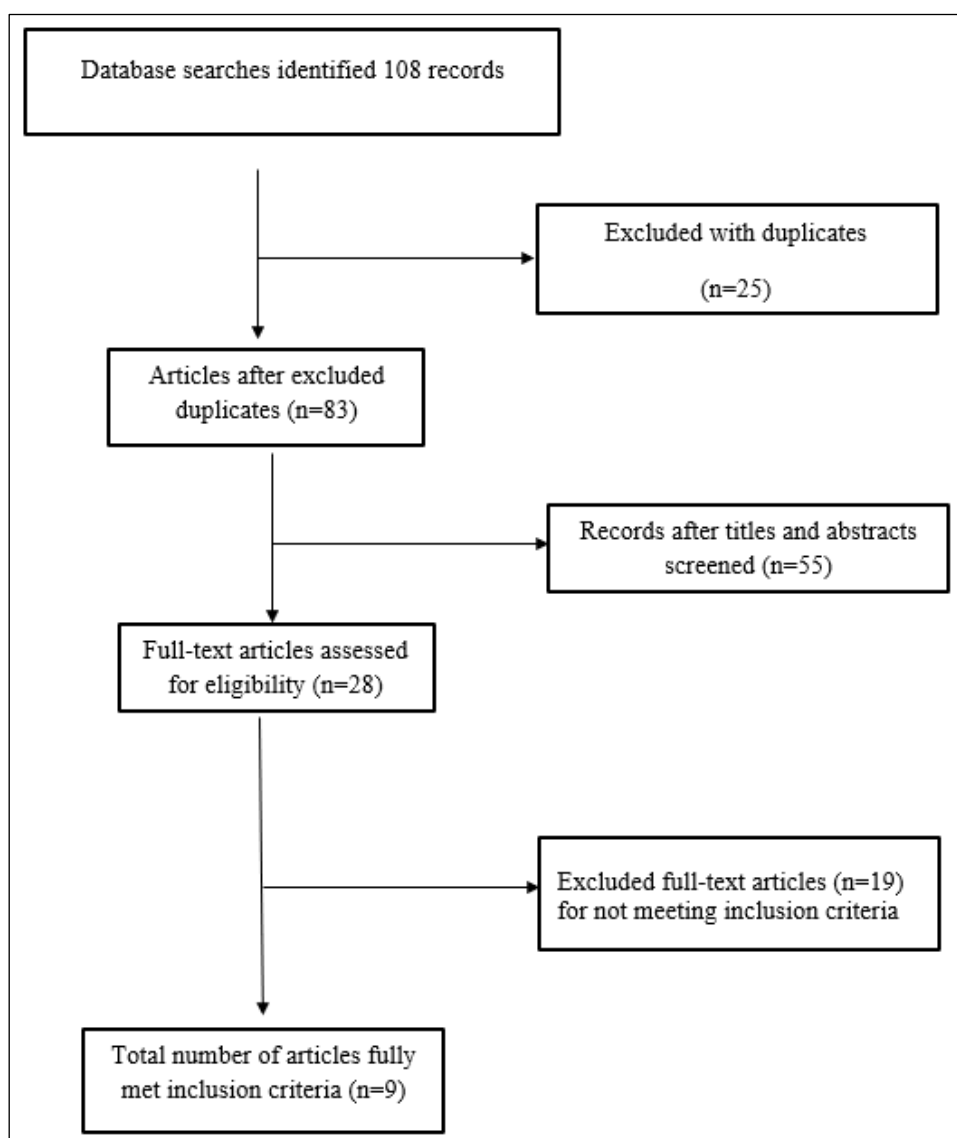 Database searches identified 108 records
Excluded with duplicates
(n=25)
Articles after excluded
duplicates (n=83)
Records after titles and abstracts
screened (n=55)
Full-text articles assessed
for eligibility (n=28)
Excluded full-text articles (n=19)
for not meeting inclusion criteria
Total number of articles fully
met inclusion criteria (n=9)